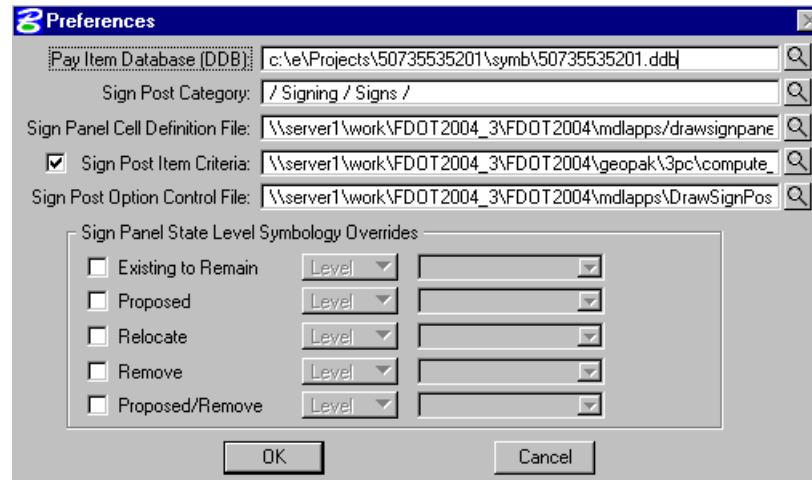 Preferences
Pay Item Database (DDB): c:\e\Projects\50735535201\symb\50735535201.ddb
Sign Post Category: / Signing / Signs /
Sign Panel Cell Definition File: \\server1\work\FDOT2004_3\FDOT2004\mdlapps/drawsignpane
Sign Post Item Criteria: \\server1\work\FDOT2004_3\FDOT2004\geopak\3pc\compute_
Sign Post Option Control File: \\server1\work\FDOT2004_3\FDOT2004\mdlapps\DrawSignPos
Sign Panel State Level Symbology Overrides
Existing to Remain Level
Proposed Level
Relocate Level
Remove Level
Proposed/Remove Level
OK Cancel